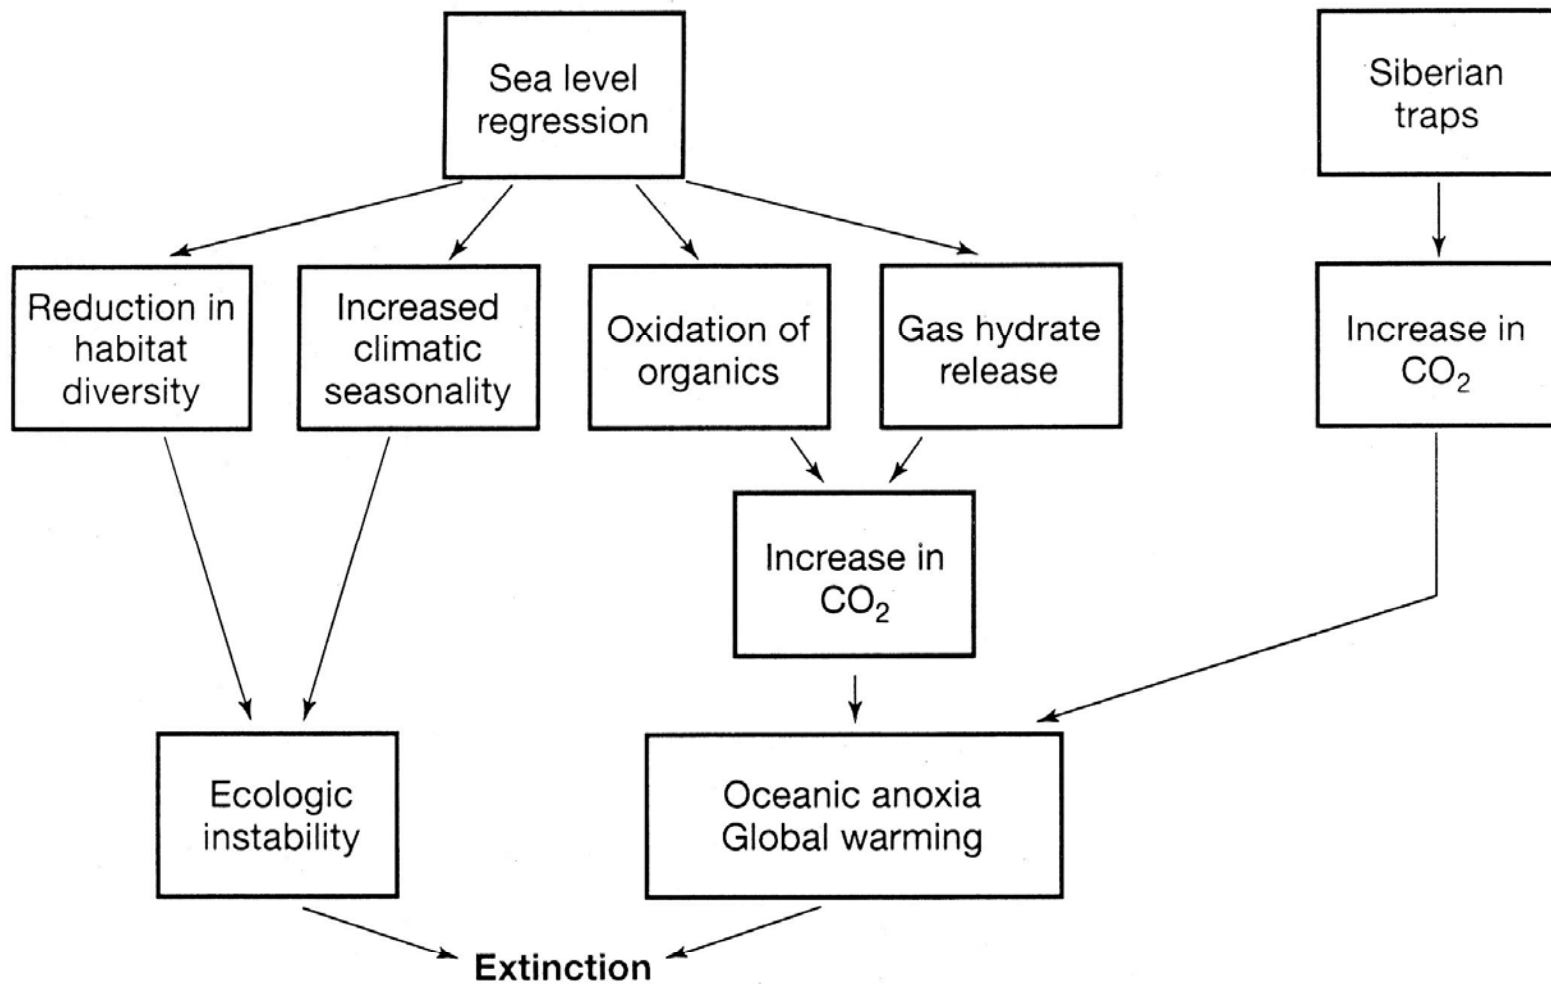 Sea level
regression
Siberian
traps
Reduction in
habitat
diversity
Increased
climatic
seasonality
Oxidation of
organics
Gas hydrate
release
Increase in
CO₂
Increase in
CO₂
Ecologic
instability
Oceanic anoxia
Global warming
Extinction